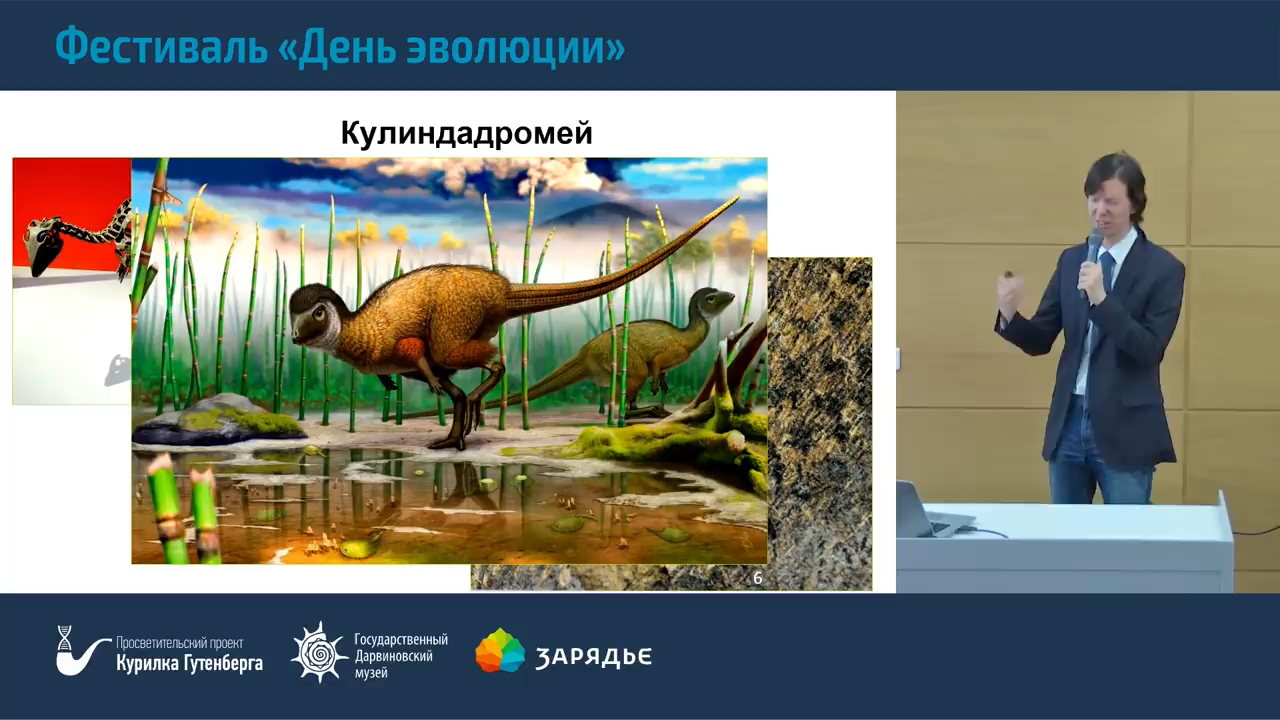 Фестиваль «День эволюции»
Кулиндадромей
6
Просветительский проект
Курилка Гутенберга
Государственный
Дарвиновский
музей
ЗАРЯДЬЕ